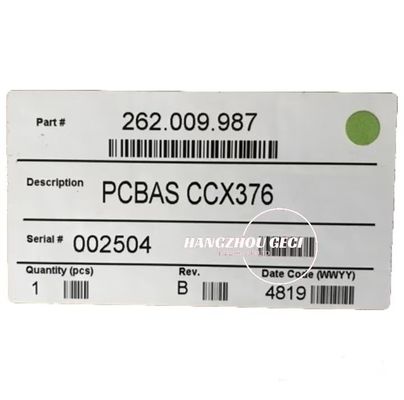 Part # 262.009.987
Description PCBAS CCX376
Serial # 002504
HANGZHOU GECI
Quantity (pcs) Rev. Date Code (WWYY)
1 B 4819